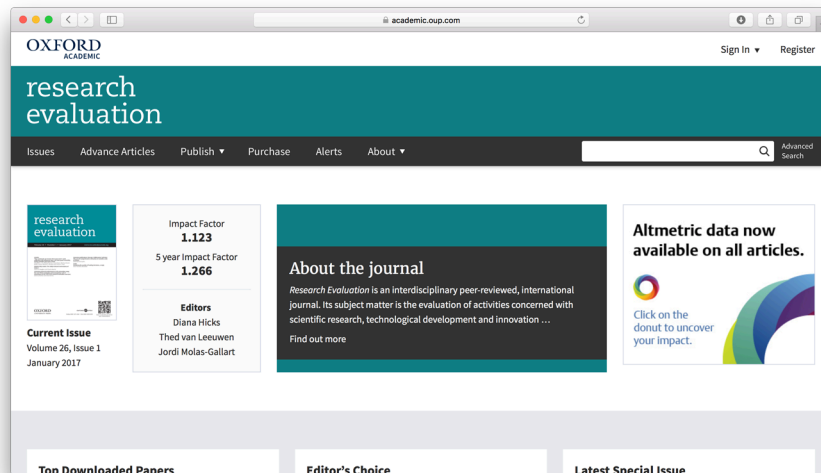 academic.oup.com
OXFORD
ACADEMIC
Sign In ▼ Register
research
evaluation
Issues Advance Articles Publish ▼ Purchase Alerts About ▼
Advanced
Search
research
evaluation
OXFORD
Current Issue
Volume 26, Issue 1
January 2017
Impact Factor
1.123
5 year Impact Factor
1.266
Editors
Diana Hicks
Thed van Leeuwen
Jordi Molas-Gallart
About the journal
Research Evaluation is an interdisciplinary peer-reviewed, international
journal. Its subject matter is the evaluation of activities concerned with
scientific research, technological development and innovation …
Find out more
Altmetric data now
available on all articles.
Click on the
donut to uncover
your impact.
Top Downloaded Papers
Editor's Choice
Latest Special Issue